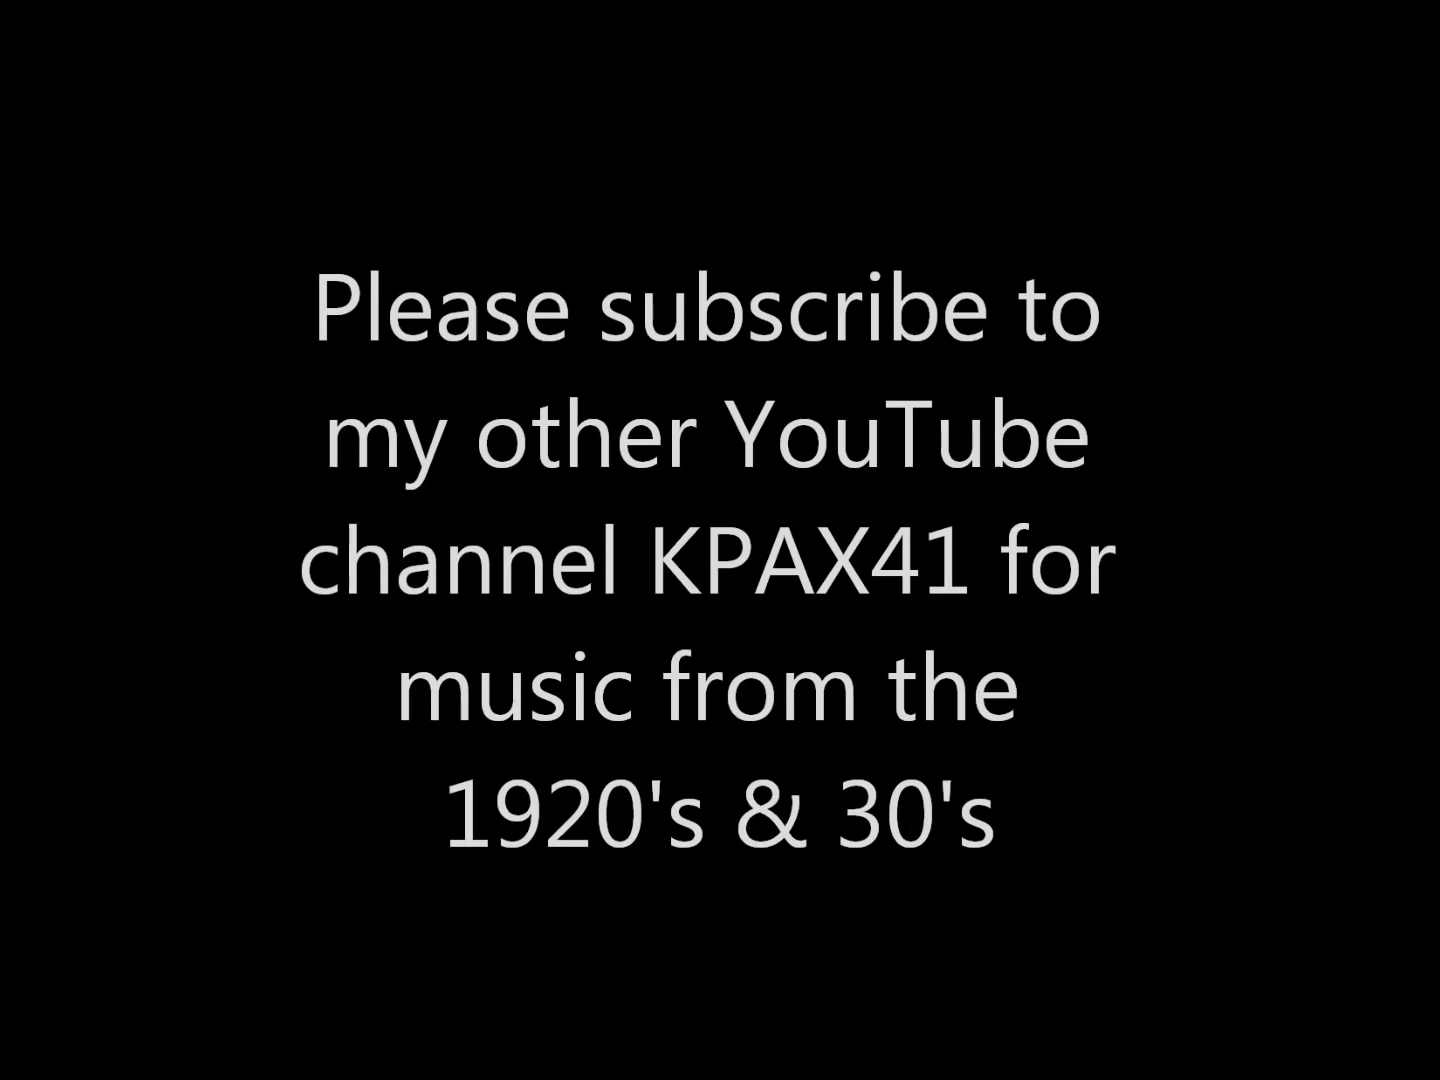 Please subscribe to
my other YouTube
channel KPAX41 for
music from the
1920's & 30's